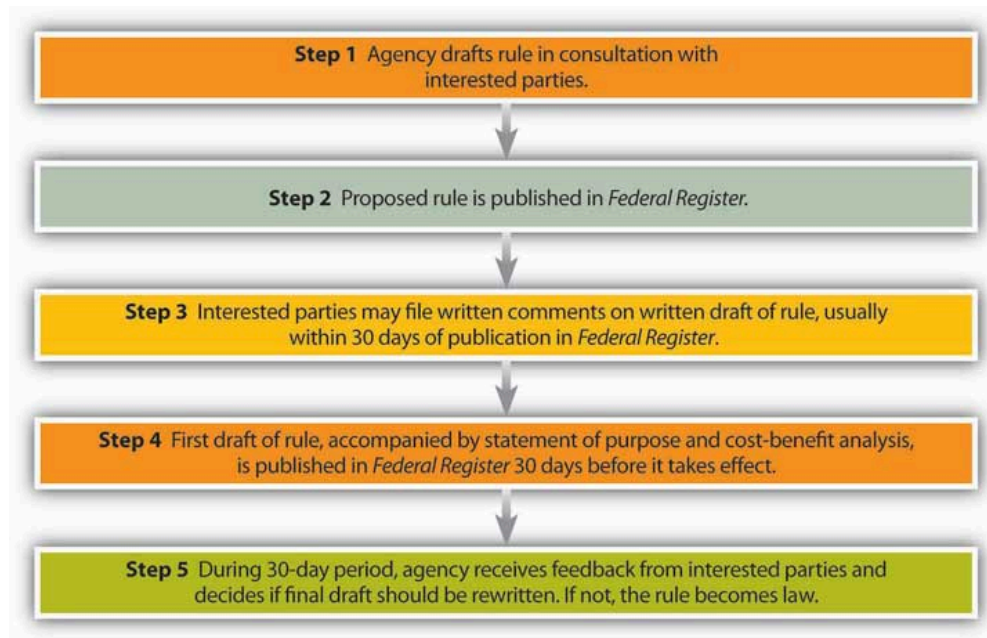 Step 1 Agency drafts rule in consultation with
interested parties.
Step 2 Proposed rule is published in Federal Register.
Step 3 Interested parties may file written comments on written draft of rule, usually
within 30 days of publication in Federal Register.
Step 4 First draft of rule, accompanied by statement of purpose and cost-benefit analysis,
is published in Federal Register 30 days before it takes effect.
Step 5 During 30-day period, agency receives feedback from interested parties and
decides if final draft should be rewritten. If not, the rule becomes law.